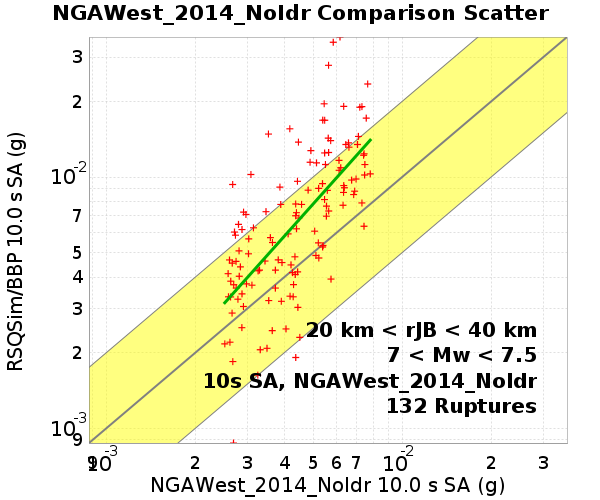 NGAWest_2014_NoIdr Comparison Scatter
RSQSim/BBP 10.0 s SA (g)
3
2
10-2
7
5
4
3
2
10-3
9
20 km < rJB < 40 km
7 < Mw < 7.5
10s SA, NGAWest_2014_NoIdr
132 Ruptures
9 10-3 2 3 4 5 6 7 10-2 2 3
NGAWest_2014_NoIdr 10.0 s SA (g)